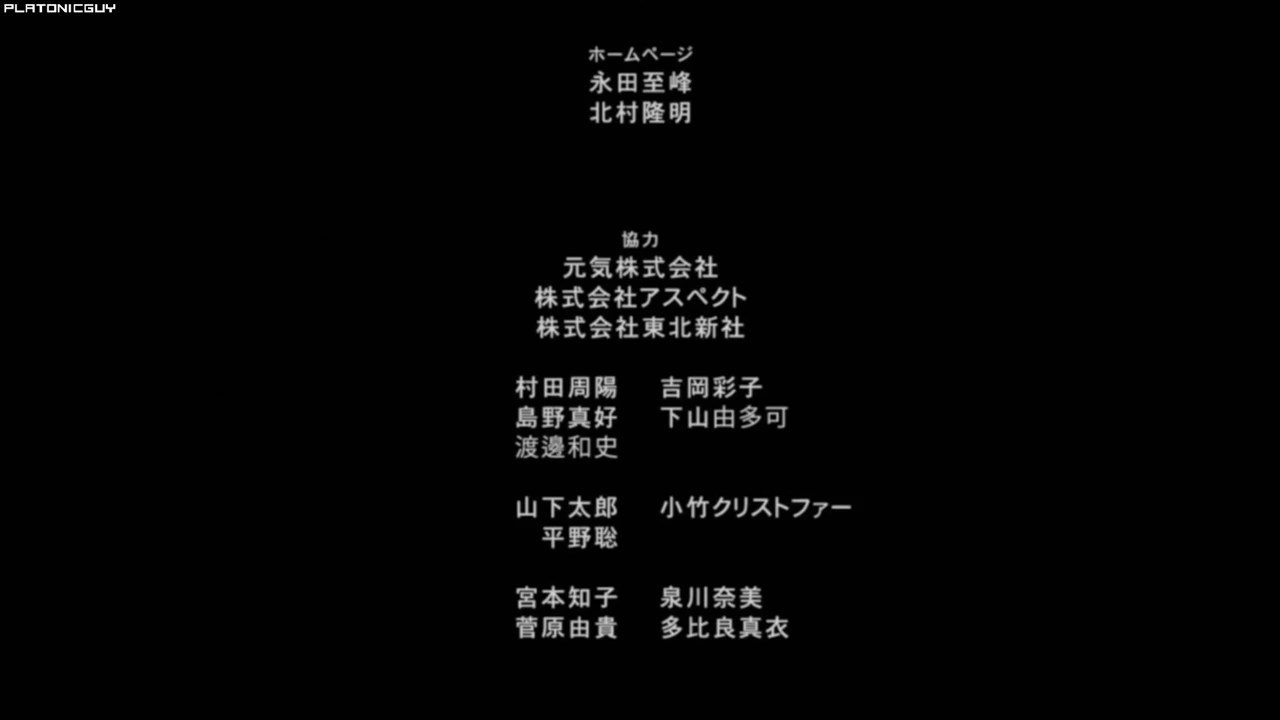 PLATONICGUY
ホームページ
永田至峰
北村隆明
協力
元気株式会社
株式会社アスペクト
株式会社東北新社
村田周陽 吉岡彩子
島野真好 下山由多可
渡邊和史
山下太郎 小竹クリストファー
平野聡
宮本知子 泉川奈美
菅原由貴 多比良真衣